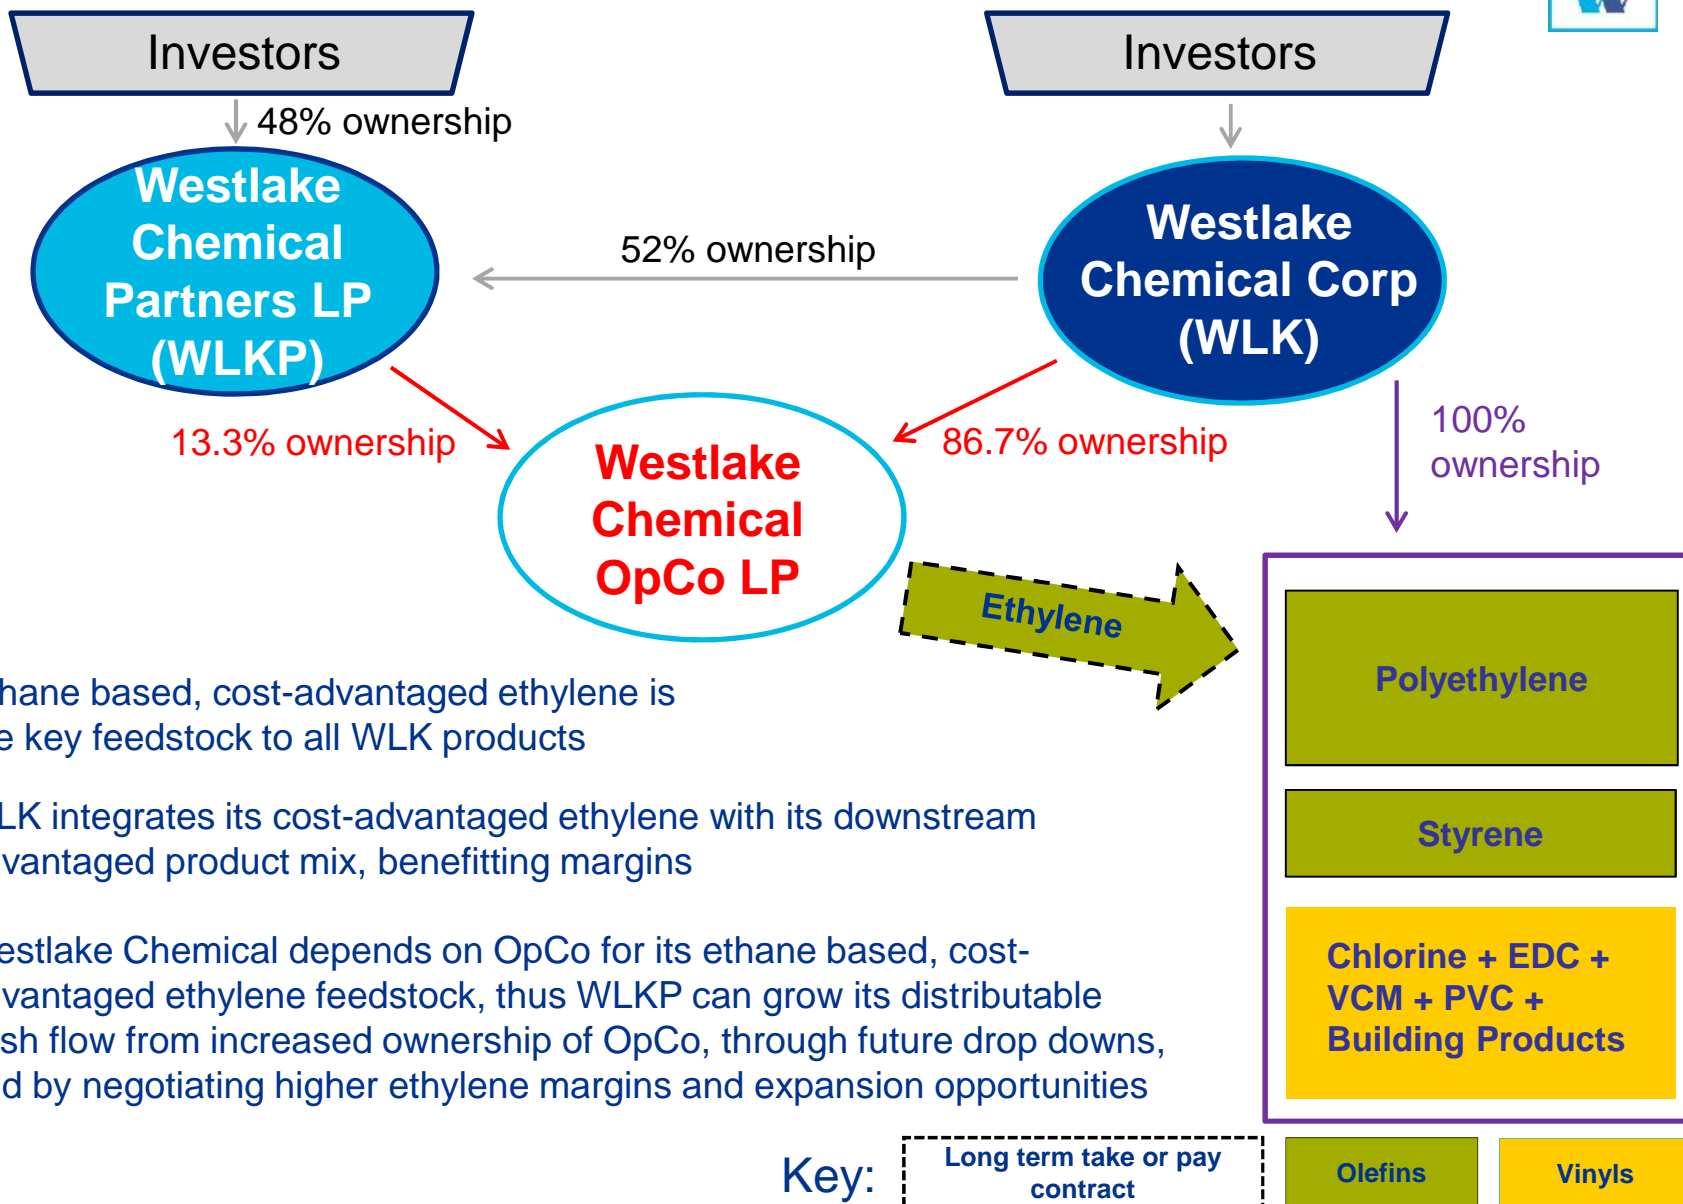 Investors
Investors
48% ownership
Westlake
Chemical
Partners LP
(WLKP)
52% ownership
Westlake
Chemical Corp
(WLK)
13.3% ownership
86.7% ownership
100%
ownership
Westlake
Chemical
OpCo LP
Ethylene
Polyethylene
Styrene
Chlorine + EDC +
VCM + PVC +
Building Products
hane based, cost-advantaged ethylene is
e key feedstock to all WLK products
LK integrates its cost-advantaged ethylene with its downstream
vantaged product mix, benefitting margins
estlake Chemical depends on OpCo for its ethane based, cost-
vantaged ethylene feedstock, thus WLKP can grow its distributable
sh flow from increased ownership of OpCo, through future drop downs,
d by negotiating higher ethylene margins and expansion opportunities
Key:
Long term take or pay
contract
Olefins
Vinyls